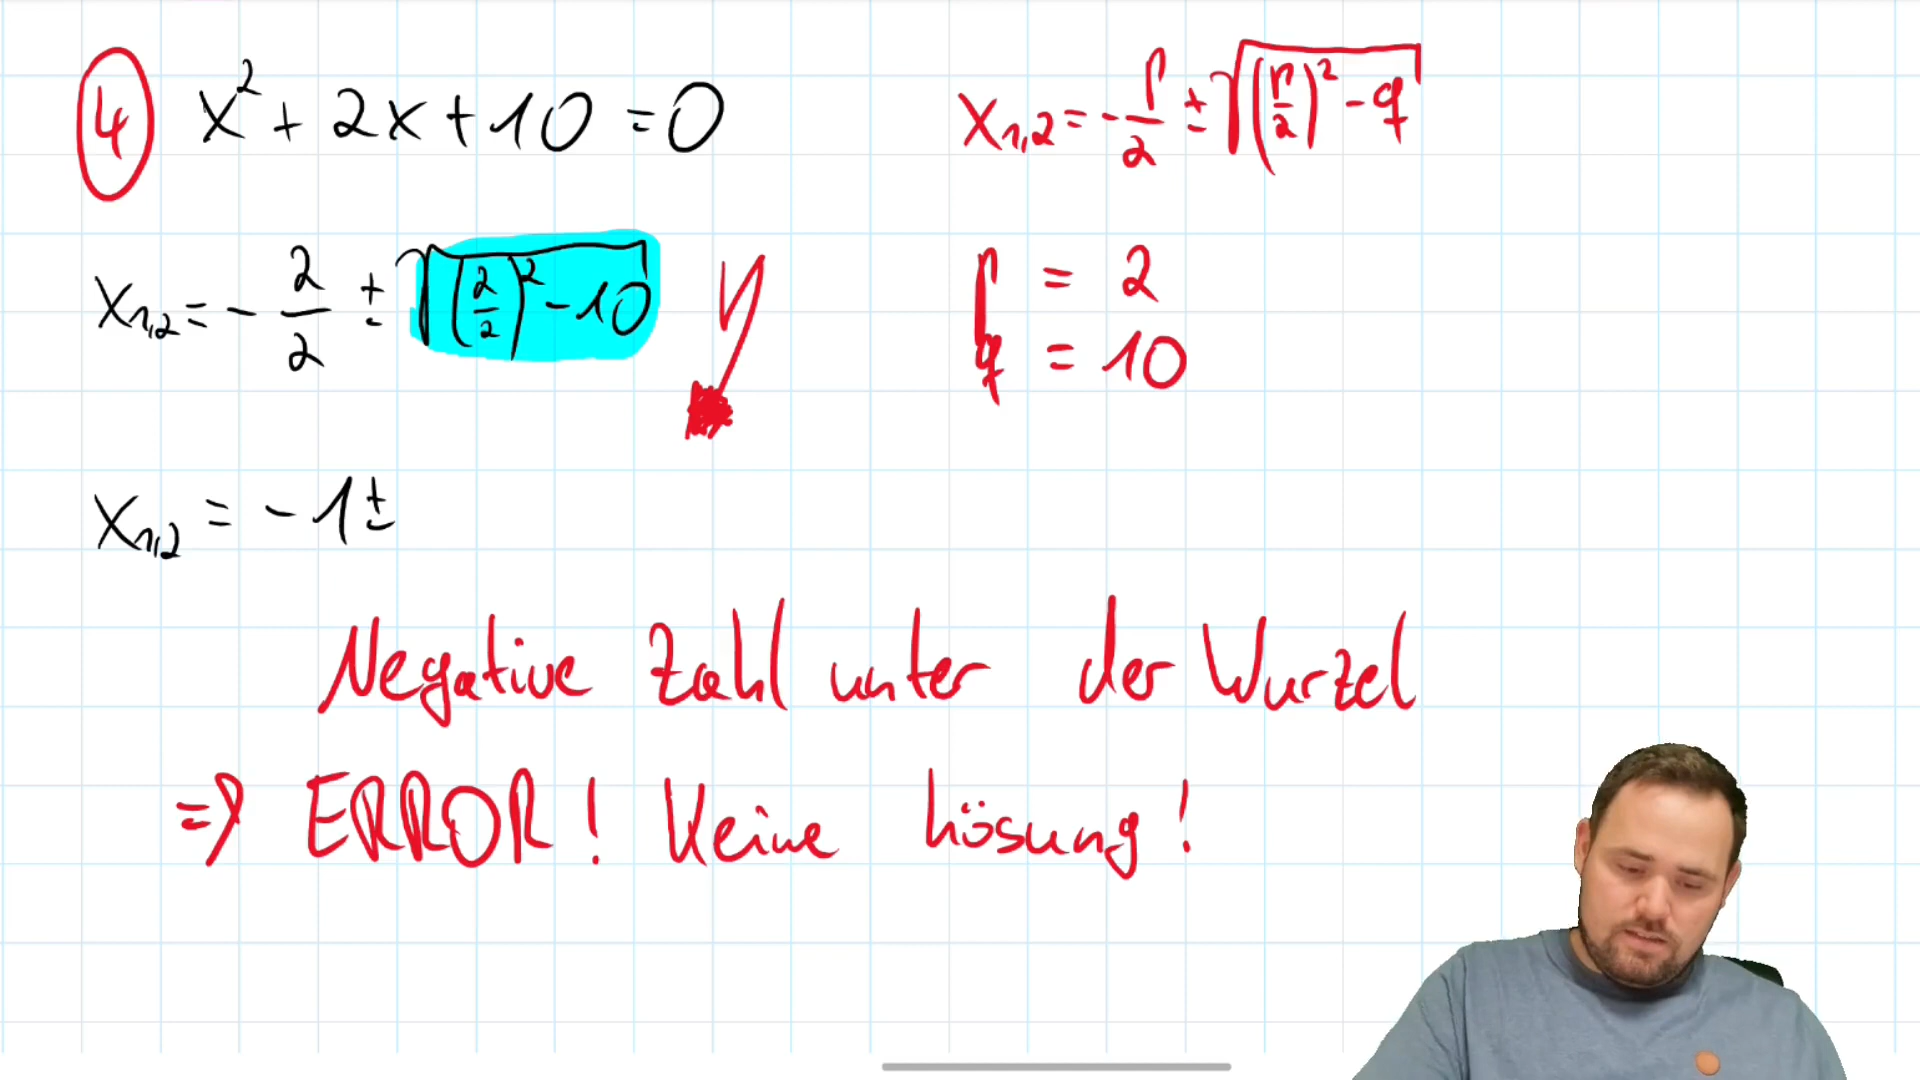 4 x² + 2x + 10 = 0
x₁,₂ = - p/2 ± √((p/2)² - q)
x₁,₂ = - 2/2 ± √((2/2)² - 10)
p = 2
q = 10
x₁,₂ = - 1 ±
Negative Zahl unter der Wurzel
=> ERROR! Keine Lösung!